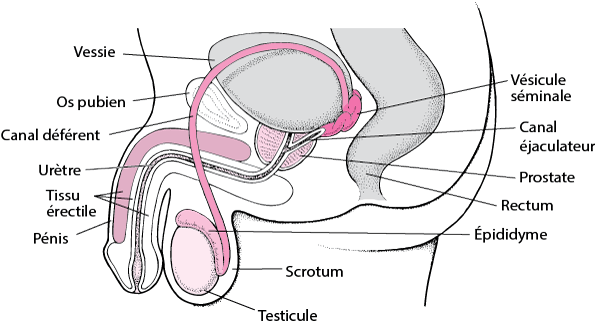 Vessie
Os pubien
Canal déférent
Urètre
Tissu
érectile
Pénis
Vésicule
séminale
Canal
éjaculateur
Prostate
Rectum
Épididyme
Scrotum
Testicule